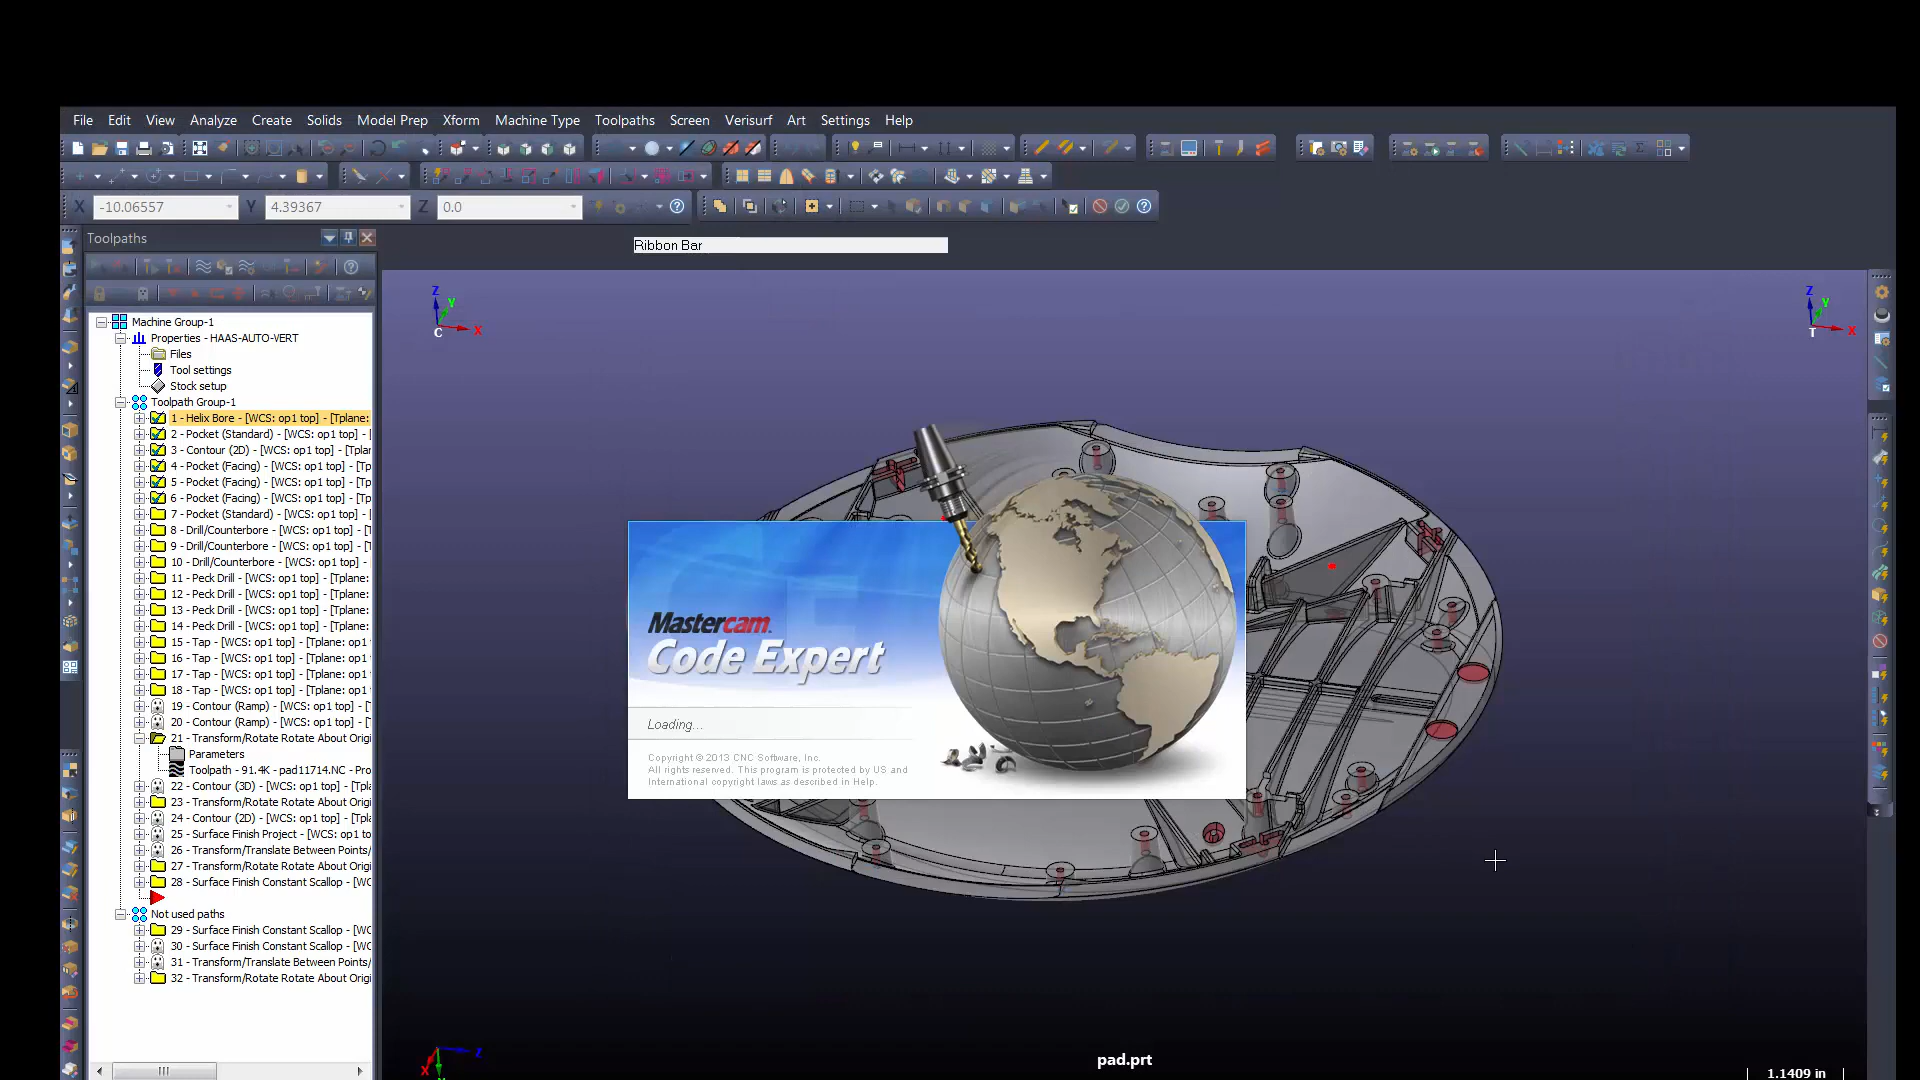 File Edit View Analyze Create Solids Model Prep Xform Machine Type Toolpaths Screen Verisurf Art Settings Help
X -10.06557 Y 4.39367 Z 0.0
Toolpaths
Ribbon Bar
Z Y X C
Z Y X T
Machine Group-1
Properties - HAAS-AUTO-VERT
Files
Tool settings
Stock setup
Toolpath Group-1
1 - Helix Bore - [WCS: op1 top] - [Tplane:
2 - Pocket (Standard) - [WCS: op1 top] - [
3 - Contour (2D) - [WCS: op1 top] - [Tpla
4 - Pocket (Facing) - [WCS: op1 top] - [Tp
5 - Pocket (Facing) - [WCS: op1 top] - [Tp
6 - Pocket (Facing) - [WCS: op1 top] - [Tp
7 - Pocket (Standard) - [WCS: op1 top] - [
8 - Drill/Counterbore - [WCS: op1 top] - [T
9 - Drill/Counterbore - [WCS: op1 top] - [T
10 - Drill/Counterbore - [WCS: op1 top] - [
11 - Peck Drill - [WCS: op1 top] - [Tplane:
12 - Peck Drill - [WCS: op1 top] - [Tplane:
13 - Peck Drill - [WCS: op1 top] - [Tplane:
14 - Peck Drill - [WCS: op1 top] - [Tplane:
15 - Tap - [WCS: op1 top] - [Tplane: op1
16 - Tap - [WCS: op1 top] - [Tplane: op1
17 - Tap - [WCS: op1 top] - [Tplane: op1
18 - Tap - [WCS: op1 top] - [Tplane: op1
19 - Contour (Ramp) - [WCS: op1 top] - [T
20 - Contour (Ramp) - [WCS: op1 top] - [T
21 - Transform/Rotate Rotate About Origi
Parameters
Toolpath - 91.4K - pad11714.NC - Pro
22 - Contour (3D) - [WCS: op1 top] - [Tpl
23 - Transform/Rotate Rotate About Origi
24 - Contour (2D) - [WCS: op1 top] - [Tpl
25 - Surface Finish Project - [WCS: op1 to
26 - Transform/Translate Between Points/
27 - Transform/Rotate Rotate About Origi
28 - Surface Finish Constant Scallop - [WC
Not used paths
29 - Surface Finish Constant Scallop - [WC
30 - Surface Finish Constant Scallop - [WC
31 - Transform/Translate Between Points/
32 - Transform/Rotate Rotate About Origi
Mastercam.
Code Expert
Loading...
Copyright © 2013 CNC Software, Inc.
All rights reserved. This program is protected by US and
International copyright laws as described in Help.
Z
X
pad.prt
1.1409 in